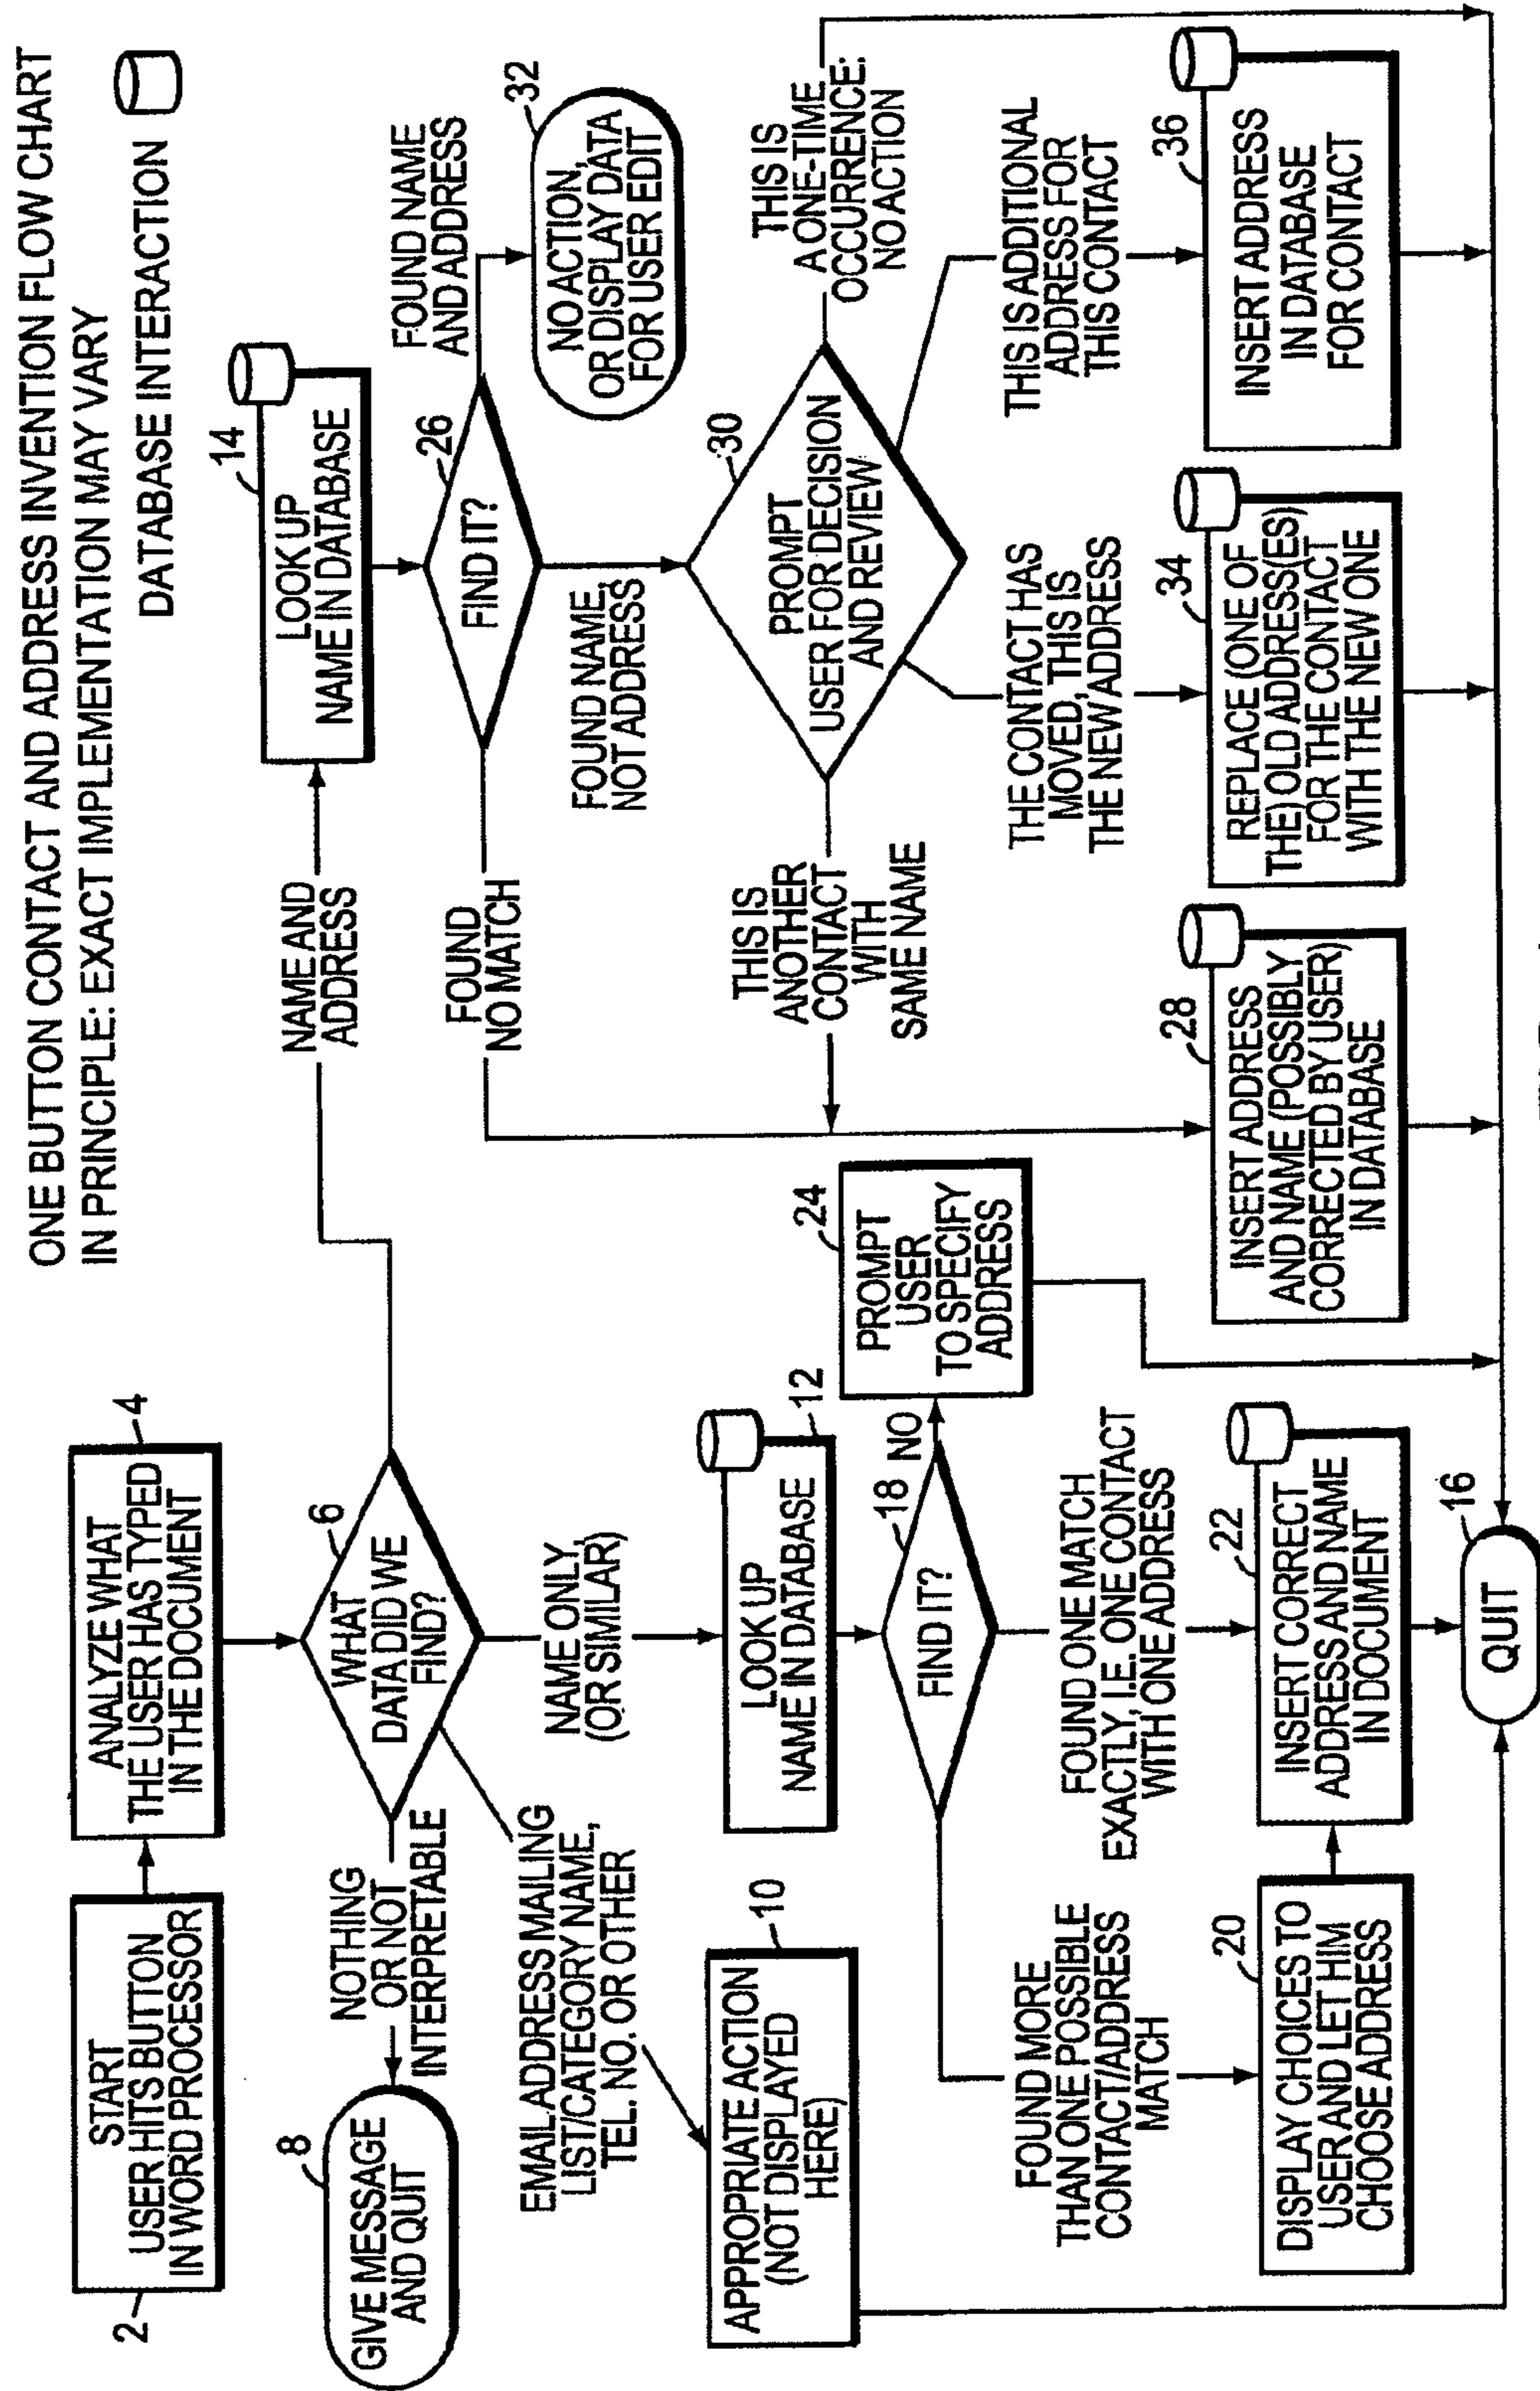 ONE BUTTON CONTACT AND ADDRESS INVENTION FLOW CHART
IN PRINCIPLE: EXACT IMPLEMENTATION MAY VARY
DATABASE INTERACTION
2
START
USER HITS BUTTON
IN WORD PROCESSOR
4
ANALYZE WHAT
THE USER HAS TYPED
IN THE DOCUMENT
6
WHAT
DATA DID WE
FIND?
NOTHING
OR NOT
INTERPRETABLE
8
GIVE MESSAGE
AND QUIT
EMAIL ADDRESS MAILING
LIST/CATEGORY NAME,
TEL. NO. OR OTHER
10
APPROPRIATE ACTION
(NOT DISPLAYED
HERE)
NAME ONLY,
(OR SIMILAR)
12
LOOK UP
NAME IN DATABASE
18
FIND IT?
NO
24
PROMPT
USER
TO SPECIFY
ADDRESS
FOUND MORE
THAN ONE POSSIBLE
CONTACT/ADDRESS
MATCH
FOUND ONE MATCH
EXACTLY, I.E. ONE CONTACT
WITH ONE ADDRESS
20
DISPLAY CHOICES TO
USER AND LET HIM
CHOOSE ADDRESS
22
INSERT CORRECT
ADDRESS AND NAME
IN DOCUMENT
16
QUIT
NAME AND
ADDRESS
14
LOOK UP
NAME IN DATABASE
26
FIND IT?
FOUND
NO MATCH
FOUND NAME,
NOT ADDRESS
FOUND NAME
AND ADDRESS
32
NO ACTION,
OR DISPLAY DATA
FOR USER EDIT
30
PROMPT
USER FOR DECISION
AND REVIEW
THIS IS
ANOTHER
CONTACT
WITH
SAME NAME
THE CONTACT HAS
MOVED, THIS IS
THE NEW ADDRESS
THIS IS ADDITIONAL
ADDRESS FOR
THIS CONTACT
THIS IS
A ONE-TIME
OCCURRENCE:
NO ACTION
28
INSERT ADDRESS
AND NAME (POSSIBLY
CORRECTED BY USER)
IN DATABASE
34
REPLACE (ONE OF
THE) OLD ADDRESS(ES)
FOR THE CONTACT
WITH THE NEW ONE
36
INSERT ADDRESS
IN DATABASE
FOR CONTACT